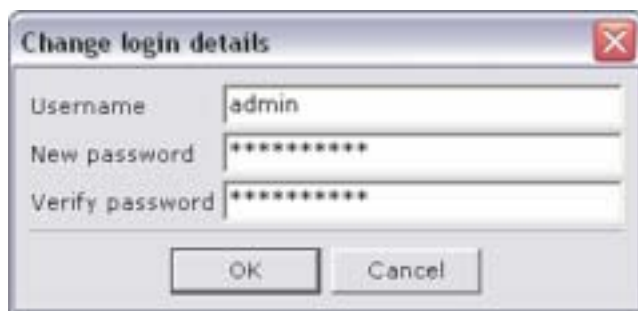 Change login details
Username admin
New password **********
Verify password **********
OK Cancel